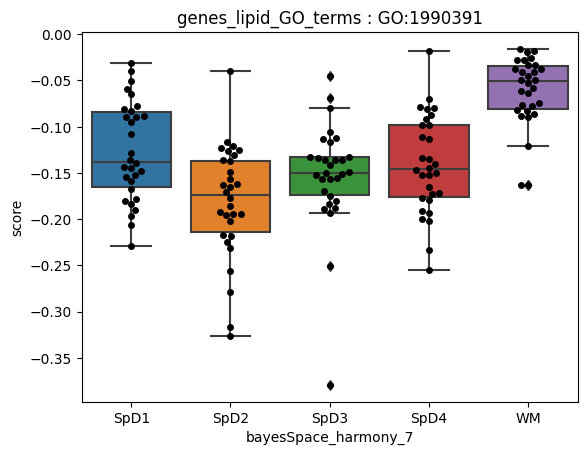 genes_lipid_GO_terms : GO:1990391
0.00
−0.05
−0.10
−0.15
−0.20
−0.25
−0.30
−0.35
score
SpD1 SpD2 SpD3 SpD4 WM
bayesSpace_harmony_7